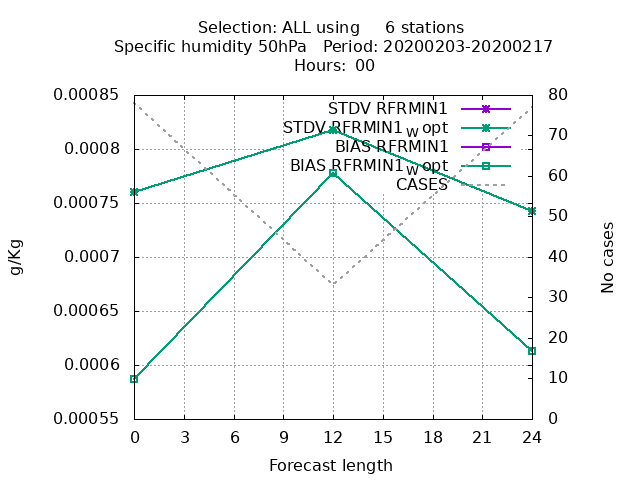 Selection: ALL using     6 stations
Specific humidity 50hPa   Period: 20200203-20200217
Hours:  00
STDV RFRMIN1
STDV RFRMIN1_W opt
BIAS RFRMIN1
BIAS RFRMIN1_W opt
CASES
0.00085
0.0008
0.00075
0.0007
0.00065
0.0006
0.00055
g/Kg
80
70
60
50
40
30
20
10
0
No cases
0 3 6 9 12 15 18 21 24
Forecast length